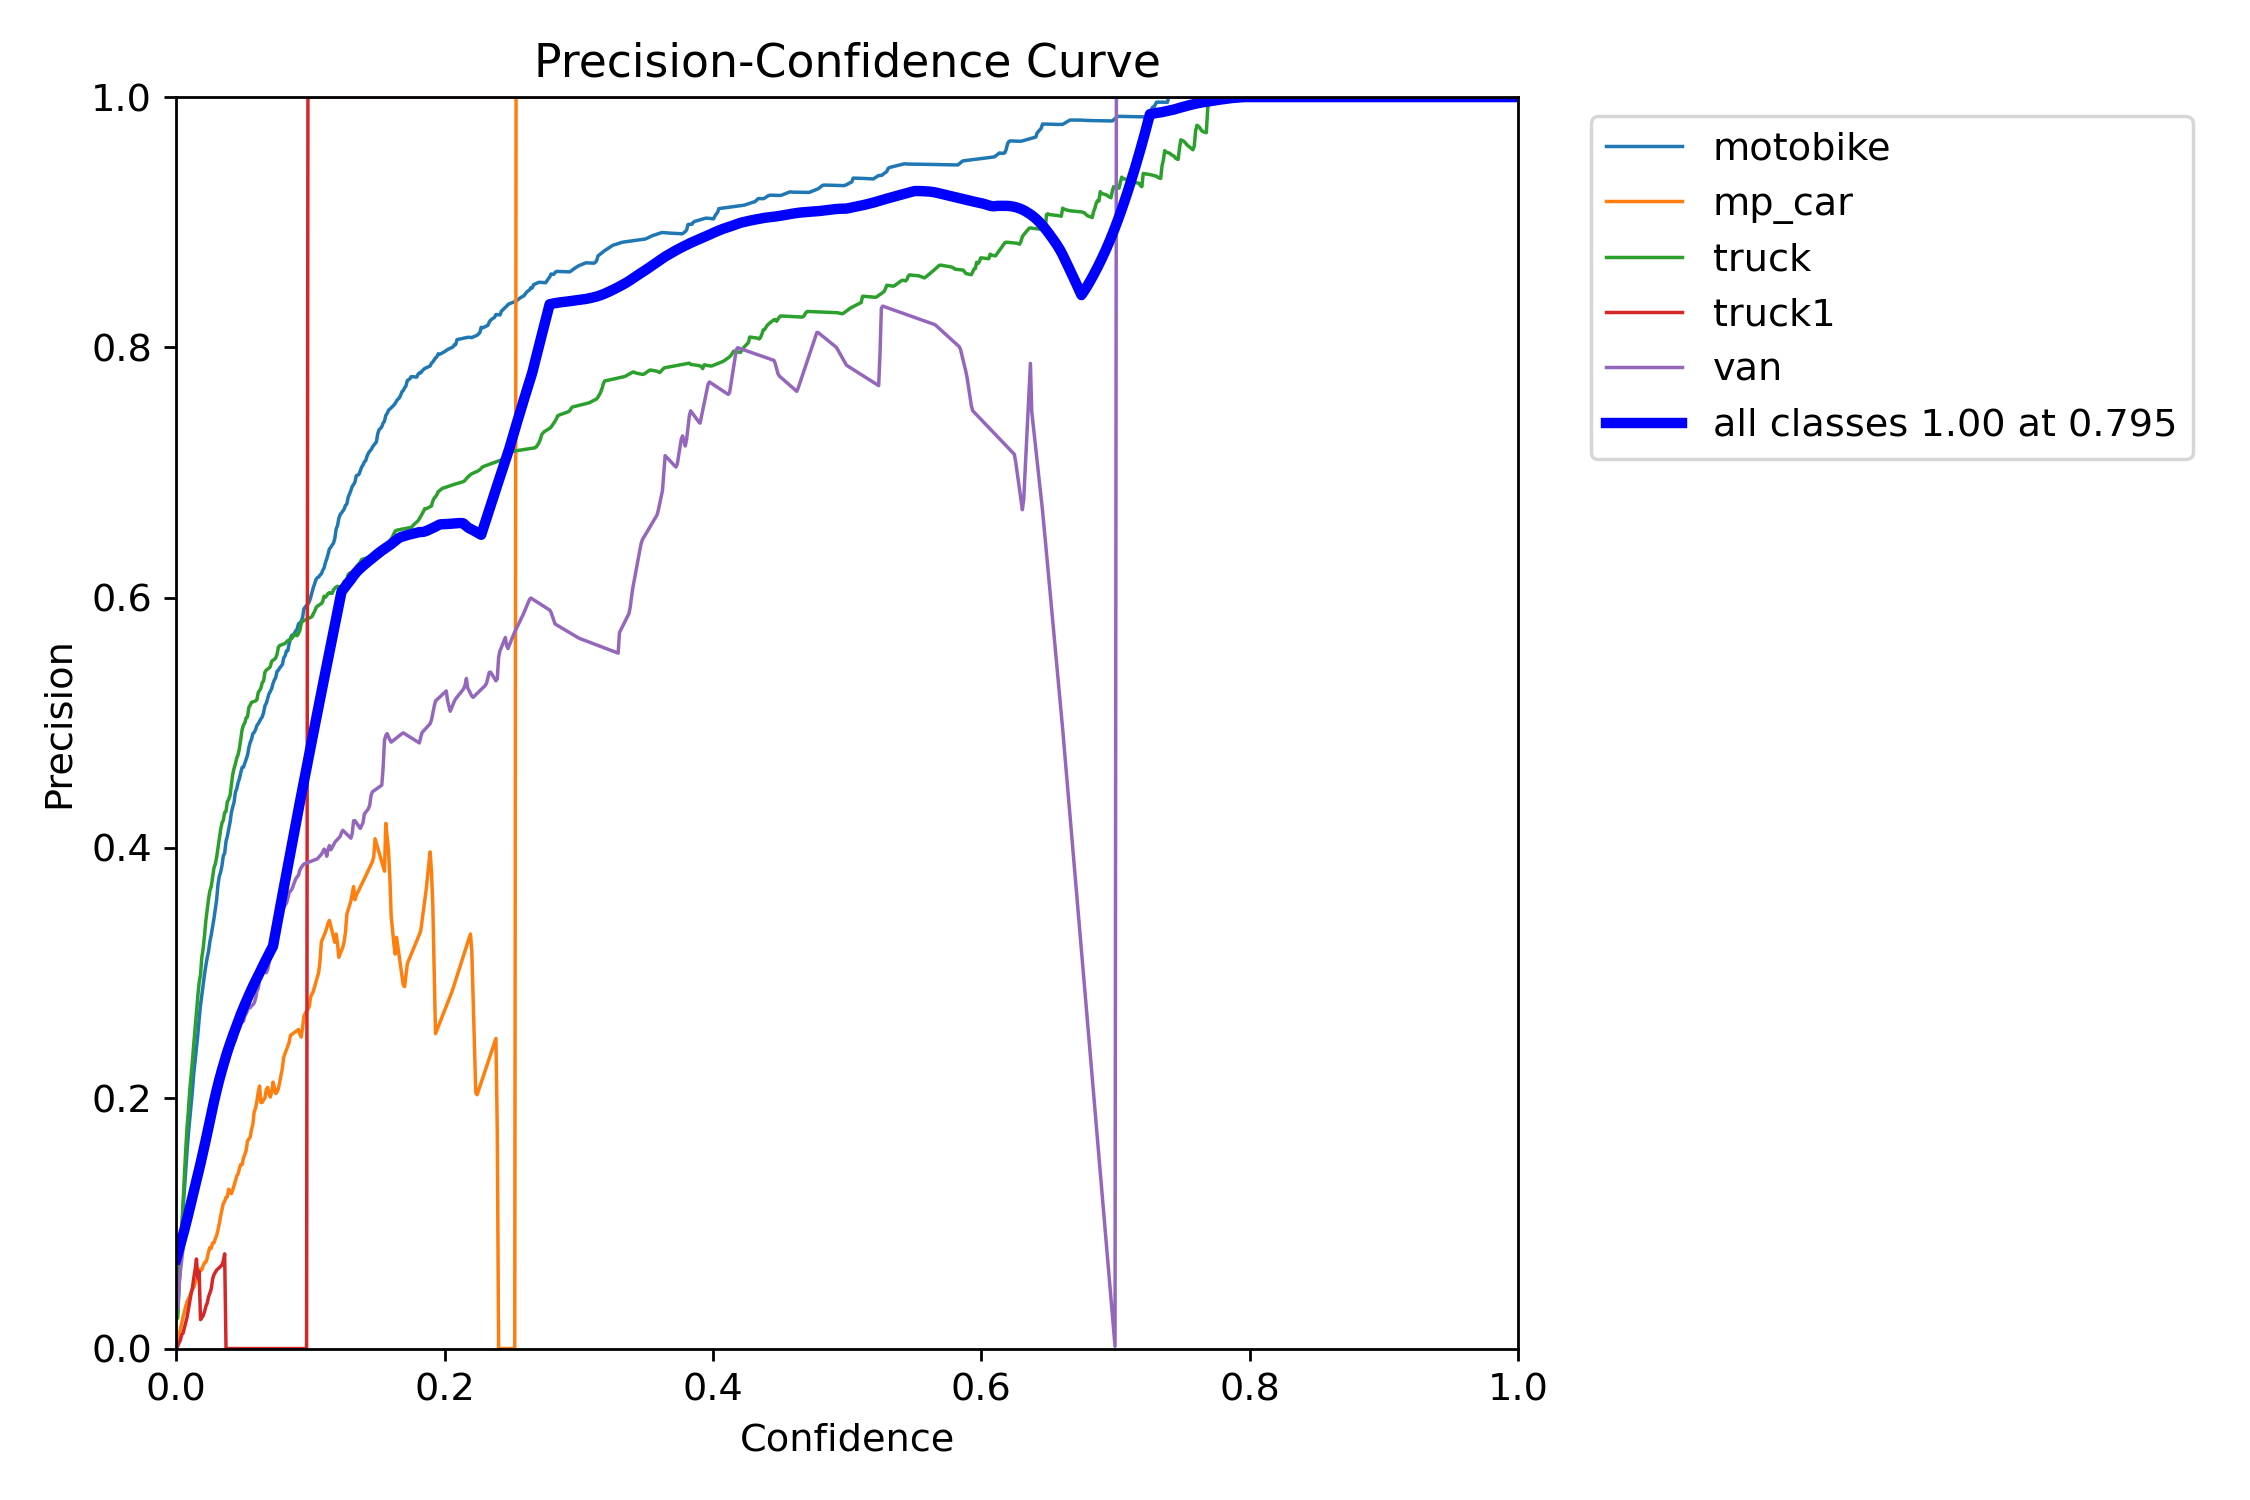 Precision-Confidence Curve
1.0
0.8
0.6
0.4
0.2
0.0
Precision
0.0 0.2 0.4 0.6 0.8 1.0
Confidence
motobike
mp_car
truck
truck1
van
all classes 1.00 at 0.795